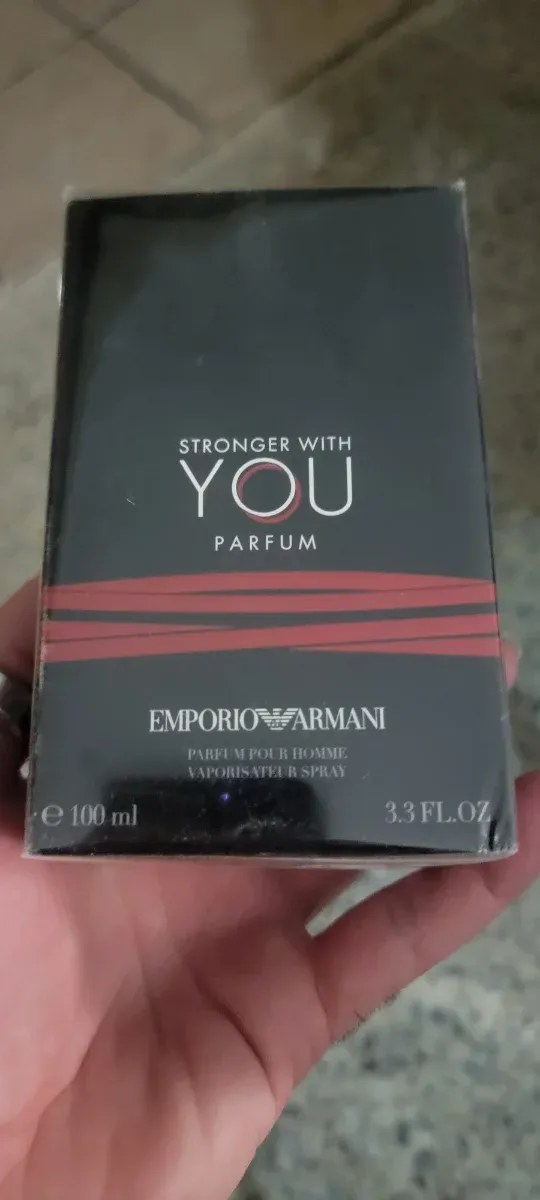 STRONGER WITH
YOU
PARFUM
EMPORIO ARMANI
PARFUM POUR HOMME
VAPORISATEUR SPRAY
℮ 100 ml
3.3 FL.OZ.